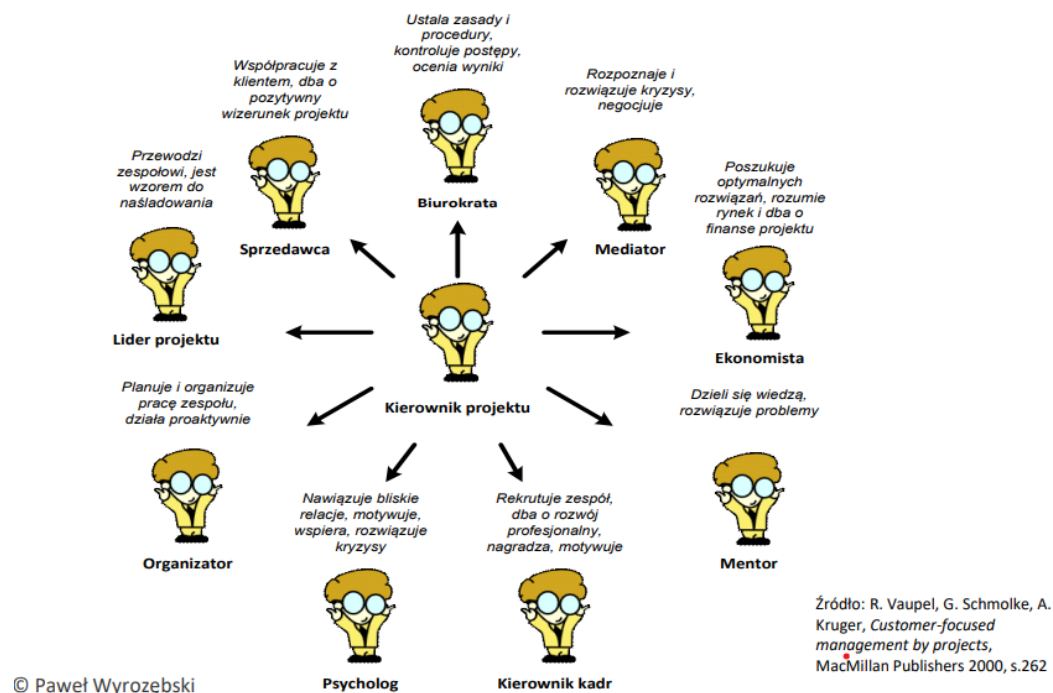 Ustala zasady i
procedury,
kontroluje postępy,
ocenia wyniki
Biurokrata
Współpracuje z
klientem, dba o
pozytywny
wizerunek projektu
Sprzedawca
Rozpoznaje i
rozwiązuje kryzysy,
negocjuje
Mediator
Przewodzi
zespołowi, jest
wzorem do
naśladowania
Lider projektu
Poszukuje
optymalnych
rozwiązań, rozumie
rynek i dba o
finanse projektu
Ekonomista
Kierownik projektu
Planuje i organizuje
pracę zespołu,
działa proaktywnie
Organizator
Dzieli się wiedzą,
rozwiązuje problemy
Mentor
Nawiązuje bliskie
relacje, motywuje,
wspiera, rozwiązuje
kryzysy
Psycholog
Rekrutuje zespół,
dba o rozwój
profesjonalny,
nagradza, motywuje
Kierownik kadr
Źródło: R. Vaupel, G. Schmolke, A.
Kruger, Customer-focused
management by projects,
MacMillan Publishers 2000, s.262
© Paweł Wyrozebski